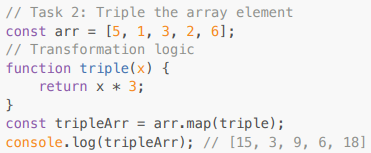 // Task 2: Triple the array element
const arr = [5, 1, 3, 2, 6];
// Transformation logic
function triple(x) {
    return x * 3;
}
const tripleArr = arr.map(triple);
console.log(tripleArr); // [15, 3, 9, 6, 18]